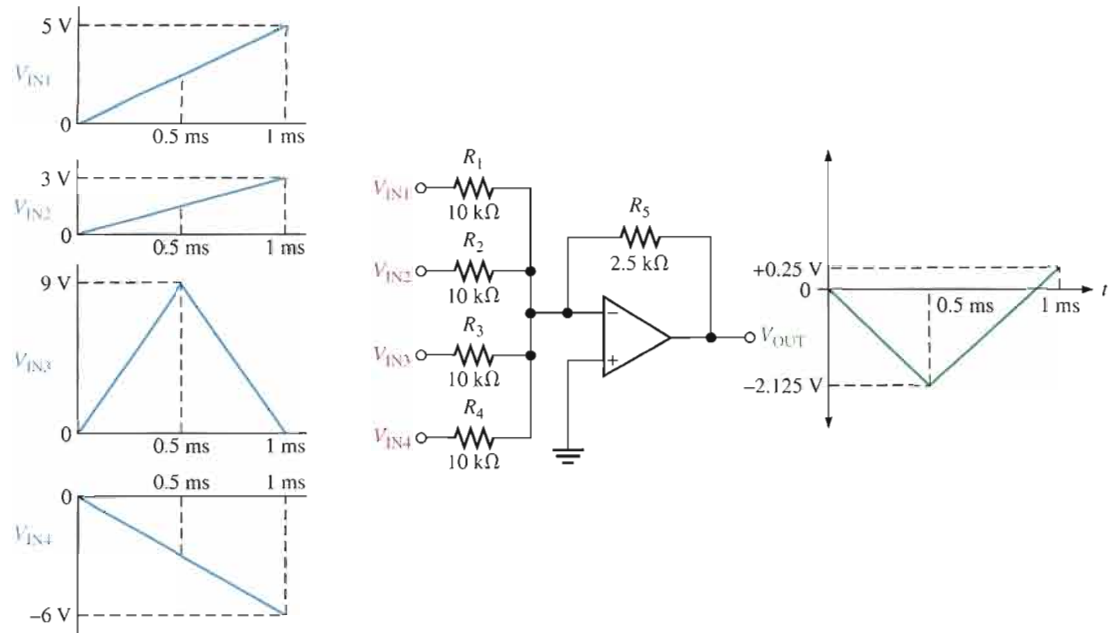 5 V
V_IN1
0
0.5 ms 1 ms
3 V
V_IN2
0
0.5 ms 1 ms
9 V
V_IN3
0
0.5 ms 1 ms
0.5 ms 1 ms
0
V_IN4
–6 V
R1
V_IN1
10 kΩ
R2
V_IN2
10 kΩ
R3
V_IN3
10 kΩ
R4
V_IN4
10 kΩ
R5
2.5 kΩ
−
+
V_OUT
+0.25 V
0
t
0.5 ms 1 ms
−2.125 V